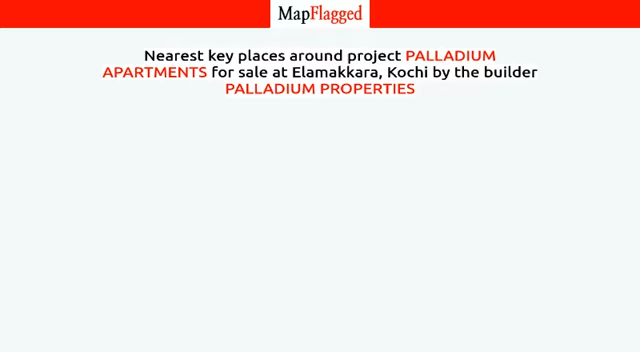 MapFlagged
Nearest key places around project PALLADIUM
APARTMENTS for sale at Elamakkara, Kochi by the builder
PALLADIUM PROPERTIES